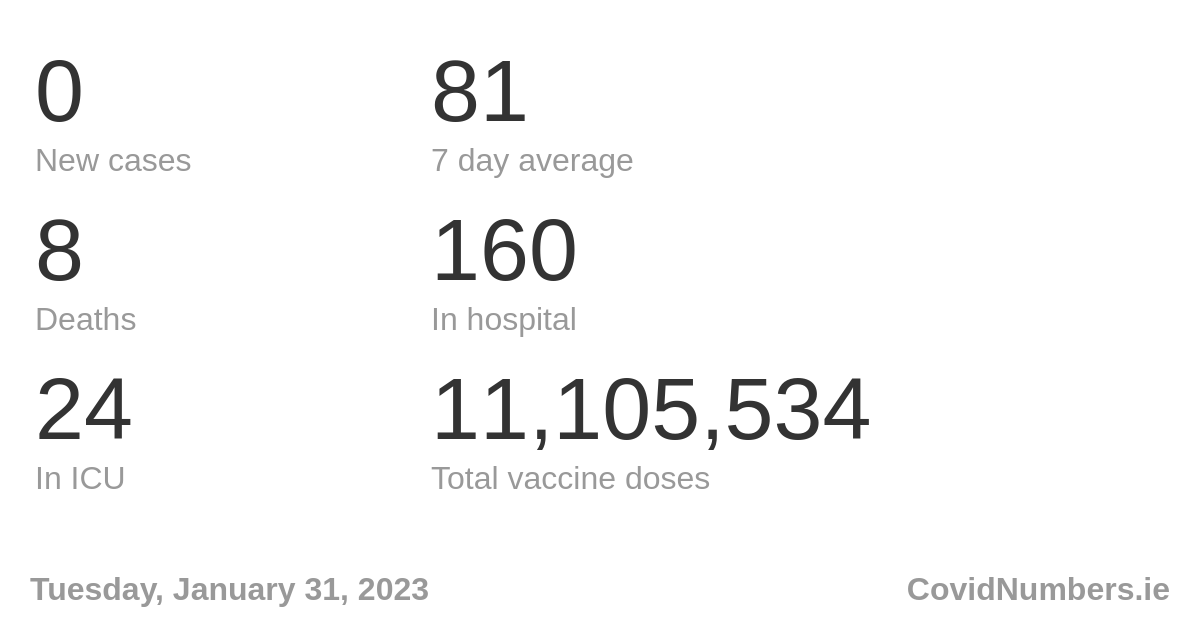 0
81
New cases
7 day average
8
160
Deaths
In hospital
24
11,105,534
In ICU
Total vaccine doses
Tuesday, January 31, 2023
CovidNumbers.ie